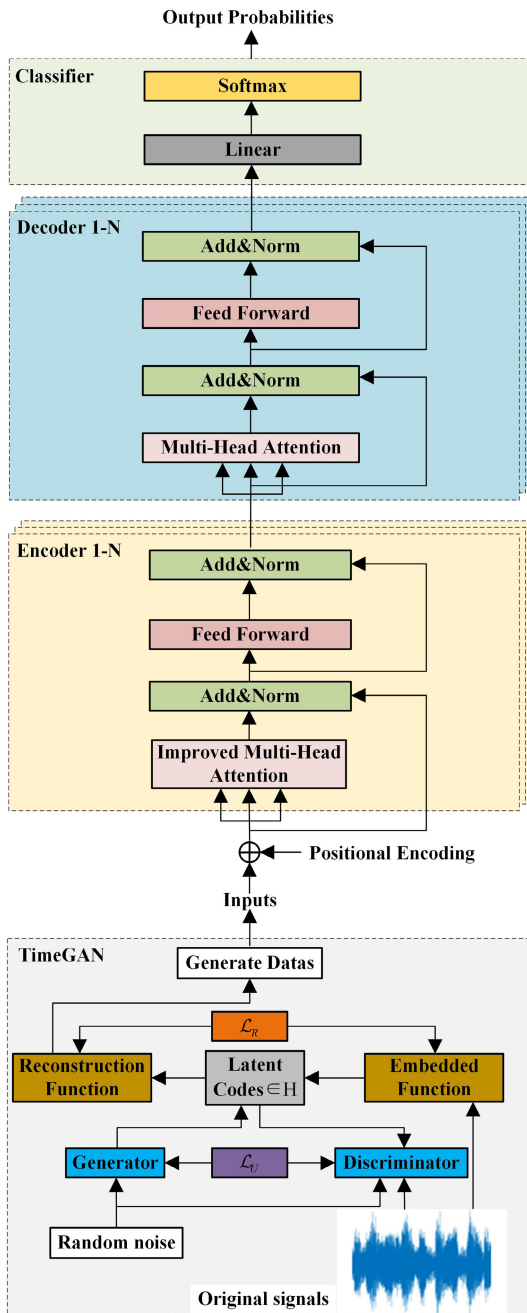 Output Probabilities
Classifier
Softmax
Linear
Decoder 1-N
Add&Norm
Feed Forward
Add&Norm
Multi-Head Attention
Encoder 1-N
Add&Norm
Feed Forward
Add&Norm
Improved Multi-Head
Attention
Positional Encoding
Inputs
TimeGAN
Generate Datas
ℒR
Reconstruction
Function
Latent
Codes∈H
Embedded
Function
Generator
ℒU
Discriminator
Random noise
Original signals